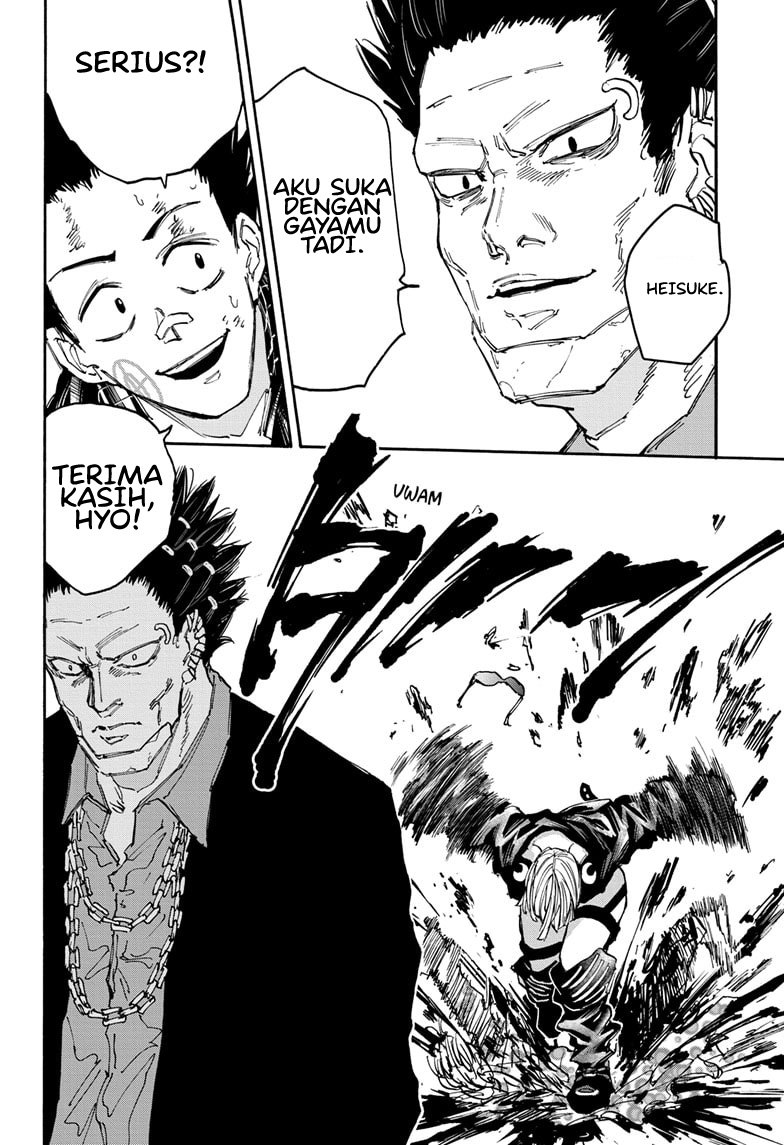 HEISUKE.
AKU SUKA
DENGAN
GAYAMU
TADI.
SERIUS?!
UWAM
TERIMA
KASIH,
HYO!